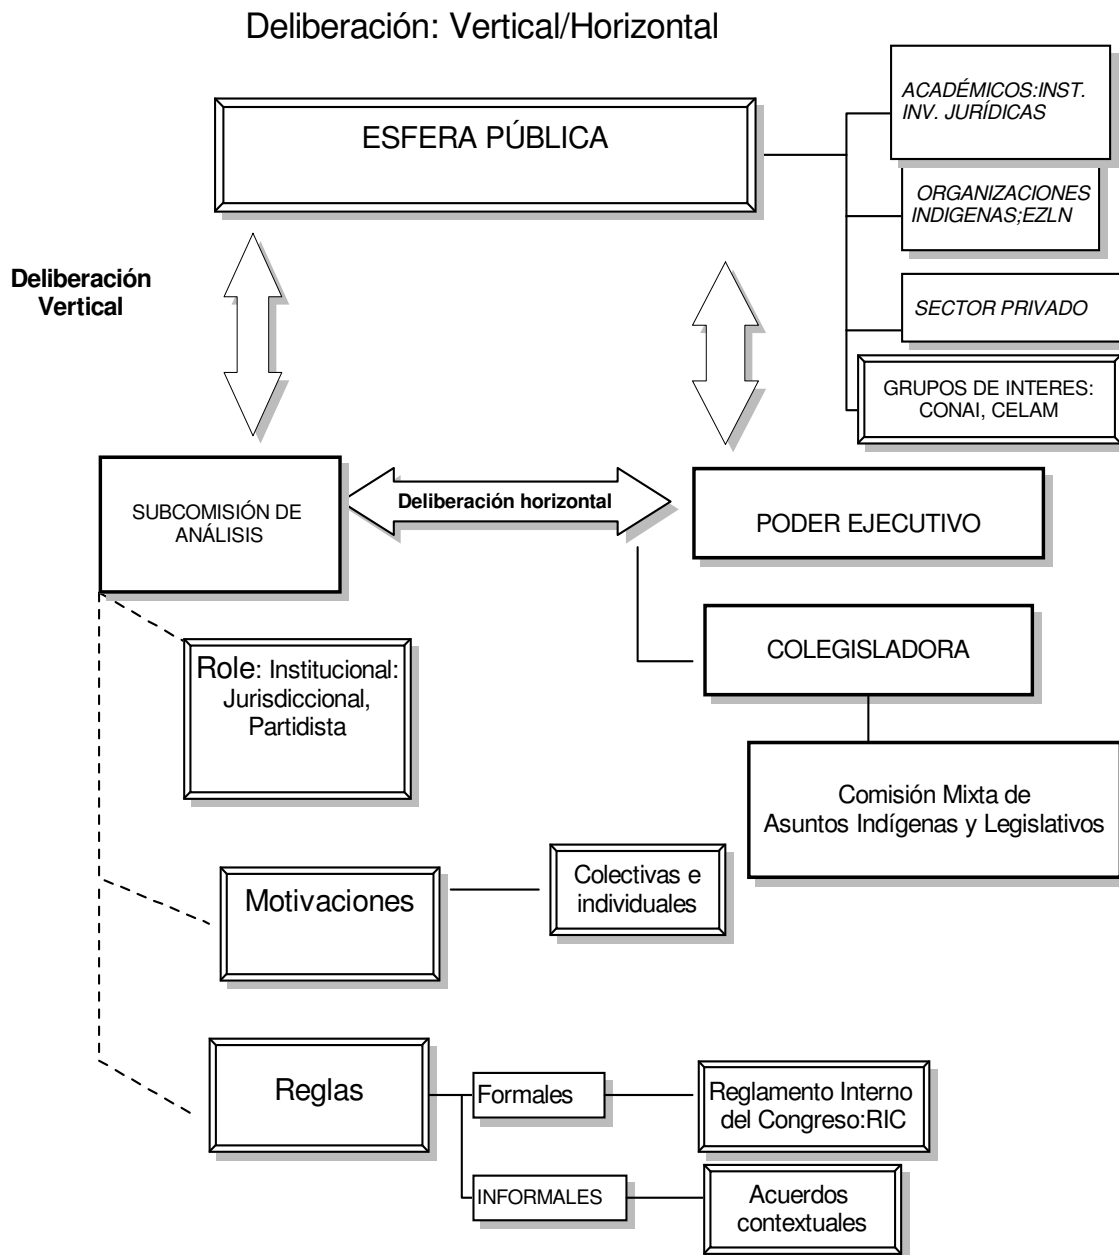 Deliberación: Vertical/Horizontal
ACADÉMICOS:INST.
INV. JURÍDICAS
ESFERA PÚBLICA
ORGANIZACIONES
INDIGENAS;EZLN
Deliberación
Vertical
SECTOR PRIVADO
GRUPOS DE INTERES:
CONAI, CELAM
SUBCOMISIÓN DE
ANÁLISIS
Deliberación horizontal
PODER EJECUTIVO
COLEGISLADORA
Role: Institucional:
Jurisdiccional,
Partidista
Comisión Mixta de
Asuntos Indígenas y Legislativos
Motivaciones
Colectivas e
individuales
Reglas
Formales
Reglamento Interno
del Congreso:RIC
INFORMALES
Acuerdos
contextuales